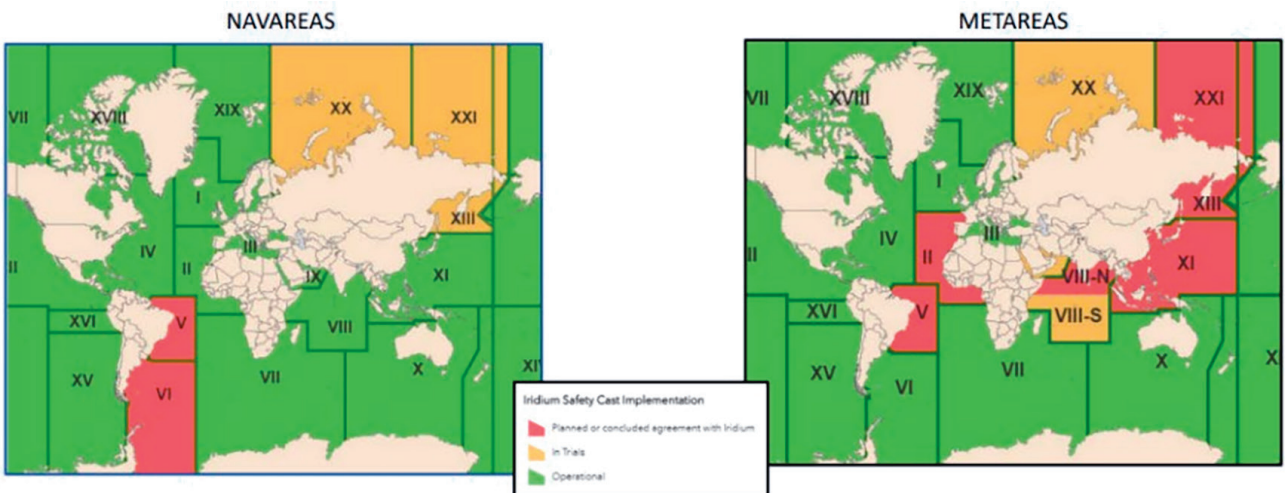 NAVAREAS
METAREAS
VII
XVIII
XIX
XX
XXI
I
XIII
IV
II
III
IX
XI
II
XVI
V
VIII
XV
VI
VII
X
VII
XVIII
XIX
XX
XXI
I
XIII
IV
II
III
VIII-N
XI
II
XVI
V
VIII-S
XV
VI
VII
X
X
Iridium Safety Cast Implementation
Planned or concluded agreement with Iridium
In Trials
Operational